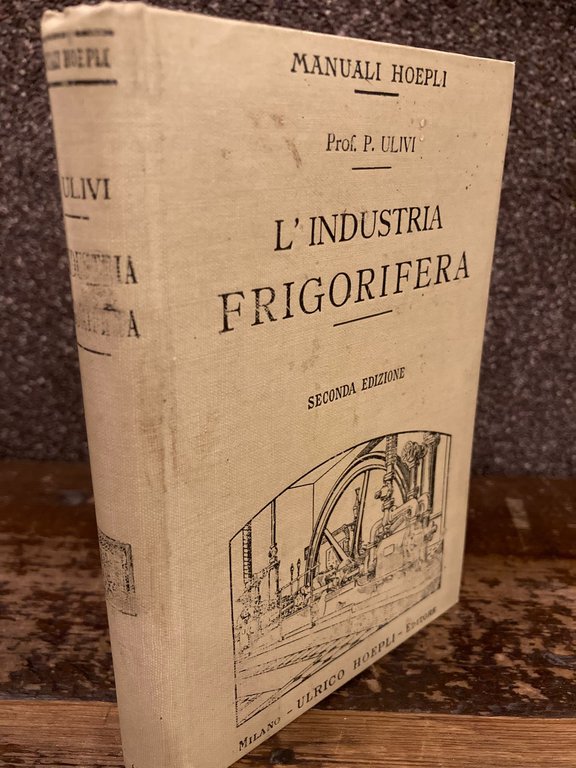 MANUALI HOEPLI
Prof. P. ULIVI
L'INDUSTRIA
FRIGORIFERA
SECONDA EDIZIONE
MILANO - ULRICO HOEPLI - EDITORE
ULIVI